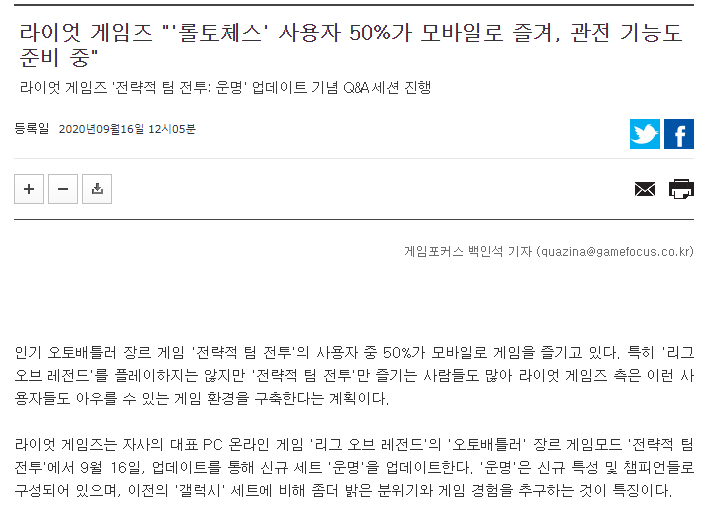 라이엇 게임즈 "'롤토체스' 사용자 50%가 모바일로 즐겨, 관전 기능도
준비 중"
라이엇 게임즈 '전략적 팀 전투: 운명' 업데이트 기념 Q&A 세션 진행
등록일 2020년09월16일 12시05분
게임포커스 백인석 기자 (quazina@gamefocus.co.kr)
인기 오토배틀러 장르 게임 '전략적 팀 전투'의 사용자 중 50%가 모바일로 게임을 즐기고 있다. 특히 '리그
오브 레전드'를 플레이하지는 않지만 '전략적 팀 전투'만 즐기는 사람들도 많아 라이엇 게임즈 측은 이런 사
용자들도 아우를 수 있는 게임 환경을 구축한다는 계획이다.
라이엇 게임즈는 자사의 대표 PC 온라인 게임 '리그 오브 레전드'의 '오토배틀러' 장르 게임모드 '전략적 팀
전투'에서 9월 16일, 업데이트를 통해 신규 세트 '운명'을 업데이트한다. '운명'은 신규 특성 및 챔피언들로
구성되어 있으며, 이전의 '갤럭시' 세트에 비해 좀더 밝은 분위기와 게임 경험을 추구하는 것이 특징이다.